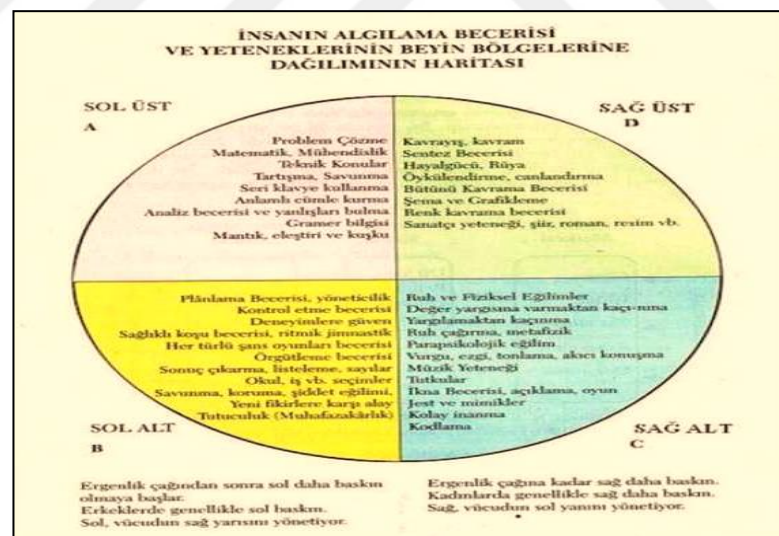 İNSANIN ALGILAMA BECERİSİ
VE YETENEKLERİNİN BEYİN BÖLGELERİNE
DAĞILIMININ HARİTASI
SOL ÜST
A
Problem Çözme
Matematik, Mühendislik
Teknik Konular
Tartışma, Savunma
Seri klavye kullanma
Anlamlı cümle kurma
Analiz becerisi ve yanlışları bulma
Gramer bilgisi
Mantık, eleştiri ve kuşku
SAĞ ÜST
D
Kavrayış, kavram
Sentez Becerisi
Hayalgücü, Rüya
Öykülendirme, canlandırma
Bütünü Kavrama Becerisi
Şema ve Grafikleme
Renk kavrama becerisi
Sanatçı yeteneği, şiir, roman, resim vb.
Plânlama Becerisi, yöneticilik
Kontrol etme becerisi
Deneyimlere güven
Sağlıklı koşu becerisi, ritmik jimnastik
Her türlü şans oyunları becerisi
Örgütleme becerisi
Sonuç çıkarma, listeleme, sayılar
Okul, iş vb. seçimler
Savunma, koruma, şiddet eğilimi,
Yeni fikirlere karşı alay
Tutuculuk (Muhafazakârlık)
SOL ALT
B
Ruh ve Fiziksel Eğilimler
Değer yargısına varmaktan kaçı-nma
Yargılamaktan kaçınma
Ruh çağırma, metafizik
Parapsikolojik eğilim
Vurgu, ezgi, tonlama, akıcı konuşma
Müzik Yeteneği
Tutkular
İkna Becerisi, açıklama, oyun
Jest ve mimikler
Kolay inanma
Kodlama
SAĞ ALT
C
Ergenlik çağından sonra sol daha baskın
olmaya başlar.
Erkeklerde genellikle sol baskın.
Sol, vücudun sağ yarısını yönetiyor.
Ergenlik çağına kadar sağ daha baskın.
Kadınlarda genellikle sağ daha baskın.
Sağ, vücudun sol yanını yönetiyor.